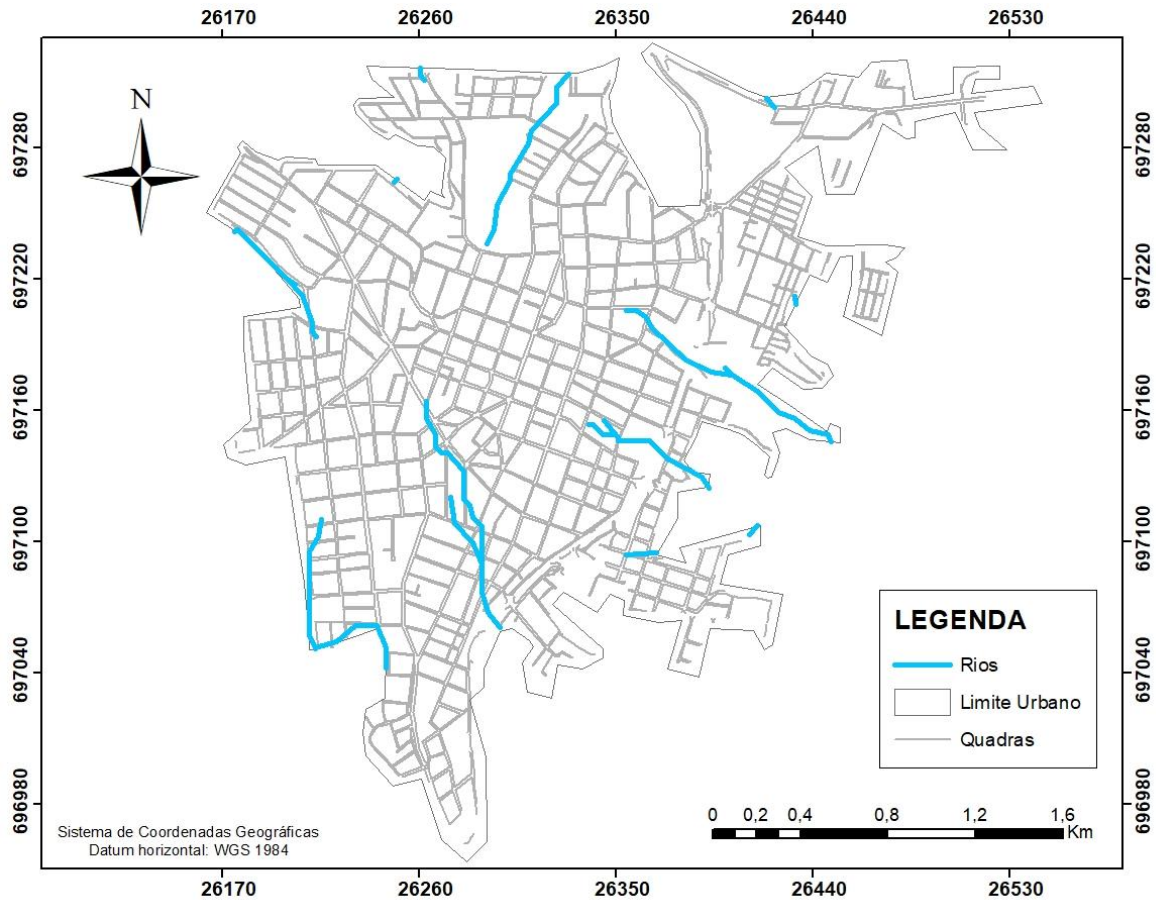 26170 26260 26350 26440 26530
N
697280 697280
697220 697220
697160 697160
697100 697100
697040 697040
696980 696980
LEGENDA
Rios
Limite Urbano
Quadras
0 0,2 0,4 0,8 1,2 1,6
Km
Sistema de Coordenadas Geográficas
Datum horizontal: WGS 1984
26170 26260 26350 26440 26530